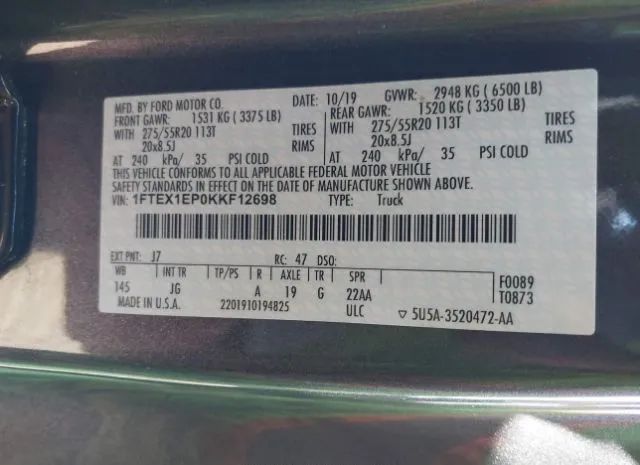 MFD. BY FORD MOTOR CO.
DATE: 10/19 GVWR: 2948 KG ( 6500 LB)
FRONT GAWR: 1531 KG ( 3375 LB)
REAR GAWR: 1520 KG ( 3350 LB)
WITH 275/55R20 113T TIRES
WITH 275/55R20 113T TIRES
20x8.5J RIMS
20x8.5J RIMS
AT 240 kPa/ 35 PSI COLD
AT 240 kPa/ 35 PSI COLD
THIS VEHICLE CONFORMS TO ALL APPLICABLE FEDERAL MOTOR VEHICLE
SAFETY STANDARDS IN EFFECT ON THE DATE OF MANUFACTURE SHOWN ABOVE.
VIN: 1FTEX1EP0KKF12698 TYPE: Truck
EXT PNT: J7 RC: 47 DSO:
WB INT TR TP/PS R AXLE TR SPR
145 JG A 19 G 22AA
F0089
T0873
MADE IN U.S.A. 2201910194825 ULC ▽ 5U5A-3520472-AA